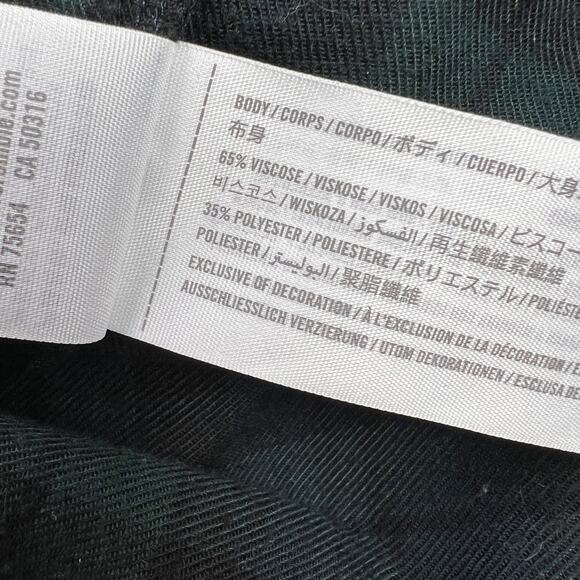 RN 75654 CA 50316
BODY / CORPS / CORPO / ボディ / CUERPO / 大身
布身
65% VISCOSE / VISKOSE / VISKOS / VISCOSA / ビスコー
비스코스 / WISKOZA / الفسكوز / 再生纖維素纖維
35% POLYESTER / POLIESTERE / ポリエステル / POLIÉST
POLIESTER / البوليستر / 聚脂纖維
EXCLUSIVE OF DECORATION / À L'EXCLUSION DE LA DÉCORATION / E
AUSSCHLIESSLICH VERZIERUNG / UTOM DEKORATIONEN / ESCLUSA DE